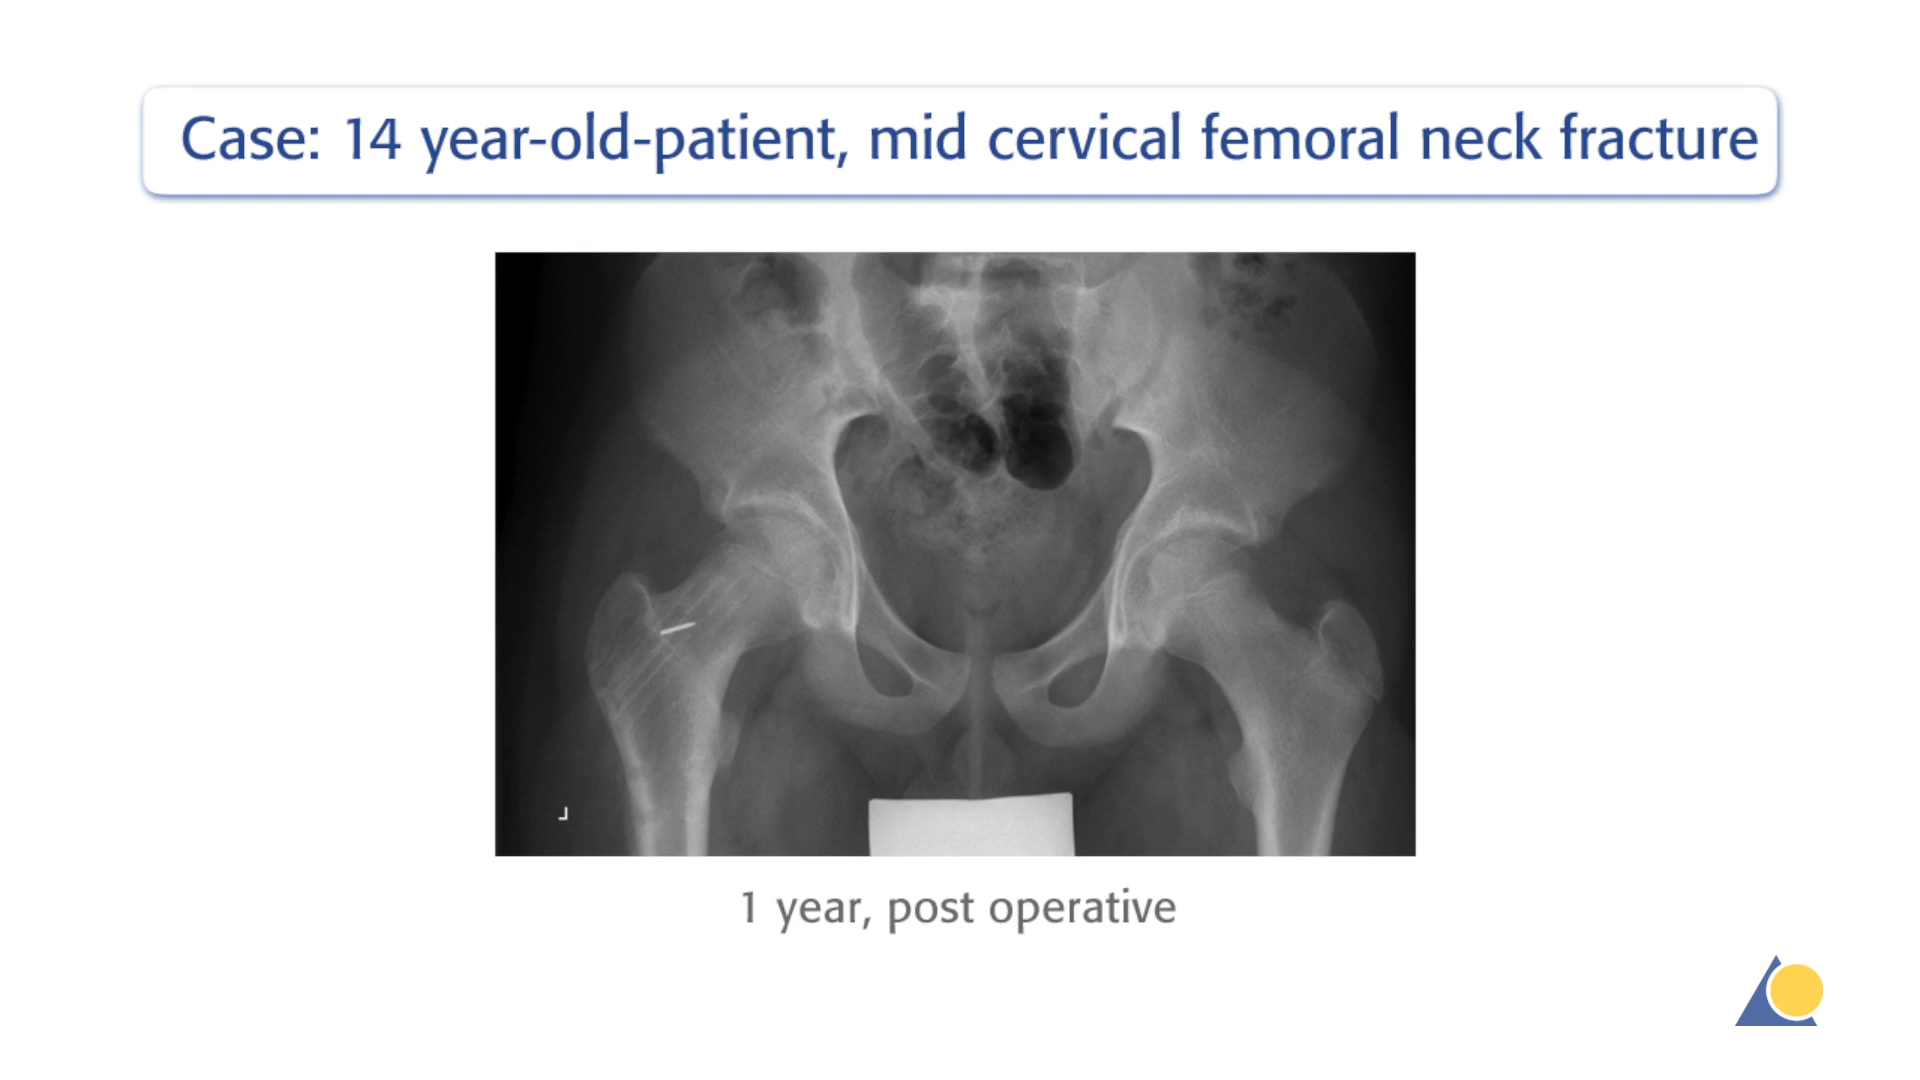 Case: 14 year-old-patient, mid cervical femoral neck fracture
1 year, post operative